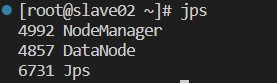 [root@slave02 ~]# jps
4992 NodeManager
4857 DataNode
6731 Jps